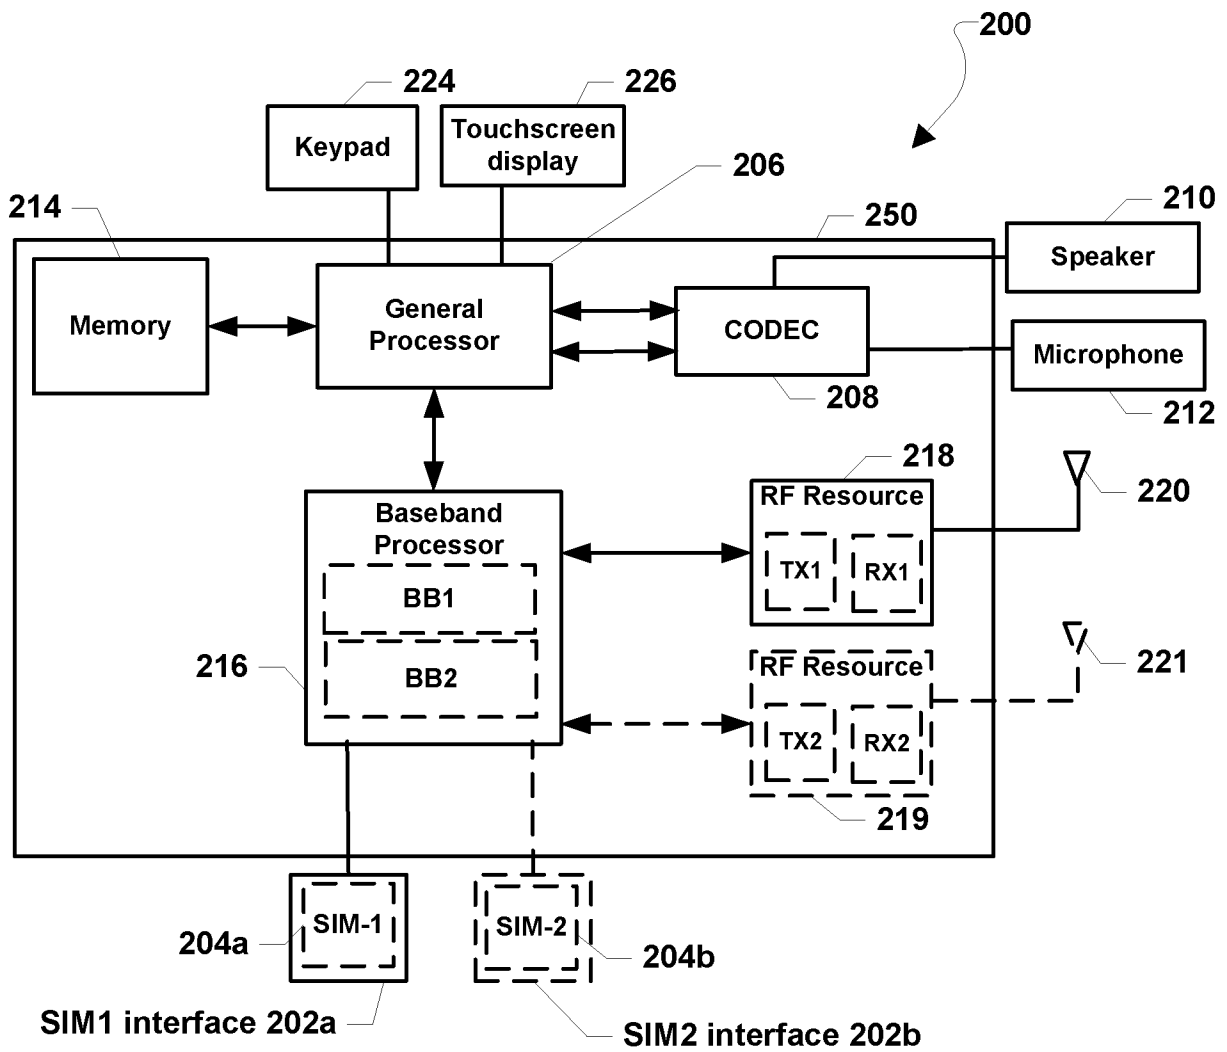 200
224
226
Keypad
Touchscreen
display
206
214
250
210
Speaker
Memory
General
Processor
CODEC
Microphone
208
212
218
220
Baseband
Processor
RF Resource
TX1
RX1
BB1
216
BB2
RF Resource
221
TX2
RX2
219
SIM-1
SIM-2
204a
204b
SIM1 interface 202a
SIM2 interface 202b